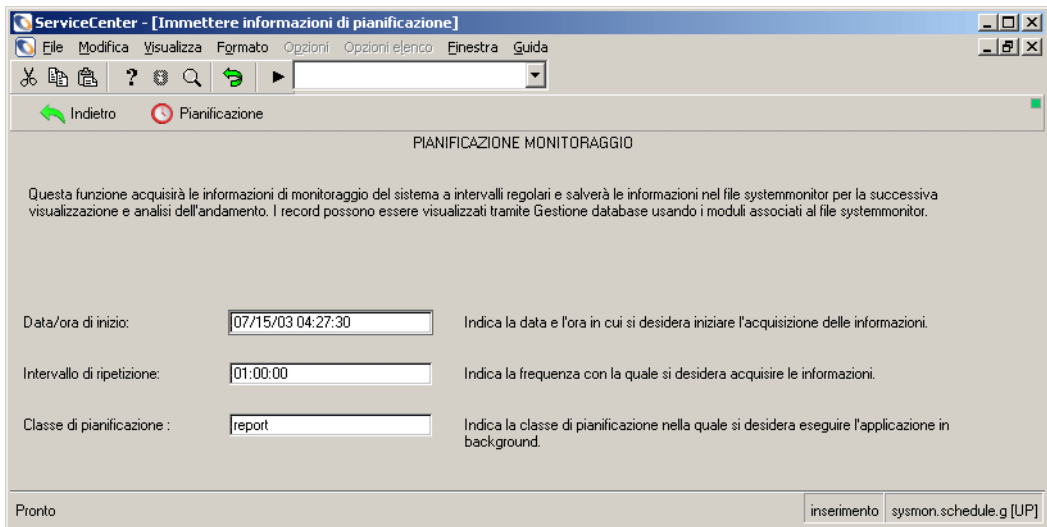 ServiceCenter - [Immettere informazioni di pianificazione]
File Modifica Visualizza Formato Opzioni Opzioni elenco Finestra Guida
Indietro Pianificazione
PIANIFICAZIONE MONITORAGGIO
Questa funzione acquisirà le informazioni di monitoraggio del sistema a intervalli regolari e salverà le informazioni nel file systemmonitor per la successiva
visualizzazione e analisi dell'andamento. I record possono essere visualizzati tramite Gestione database usando i moduli associati al file systemmonitor.
Data/ora di inizio: 07/15/03 04:27:30 Indica la data e l'ora in cui si desidera iniziare l'acquisizione delle informazioni.
Intervallo di ripetizione: 01:00:00 Indica la frequenza con la quale si desidera acquisire le informazioni.
Classe di pianificazione : report Indica la classe di pianificazione nella quale si desidera eseguire l'applicazione in
background.
Pronto inserimento sysmon.schedule.g [UP]